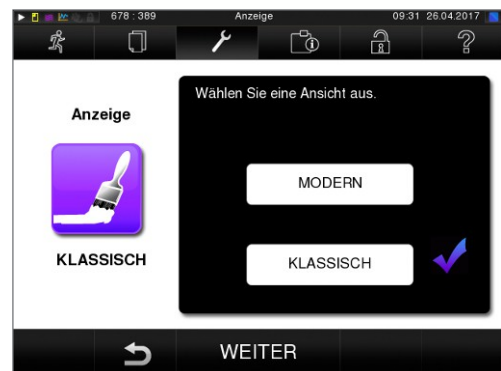 678 : 389 Anzeige 09:31 26.04.2017
Wählen Sie eine Ansicht aus.
Anzeige
MODERN
KLASSISCH
KLASSISCH
WEITER